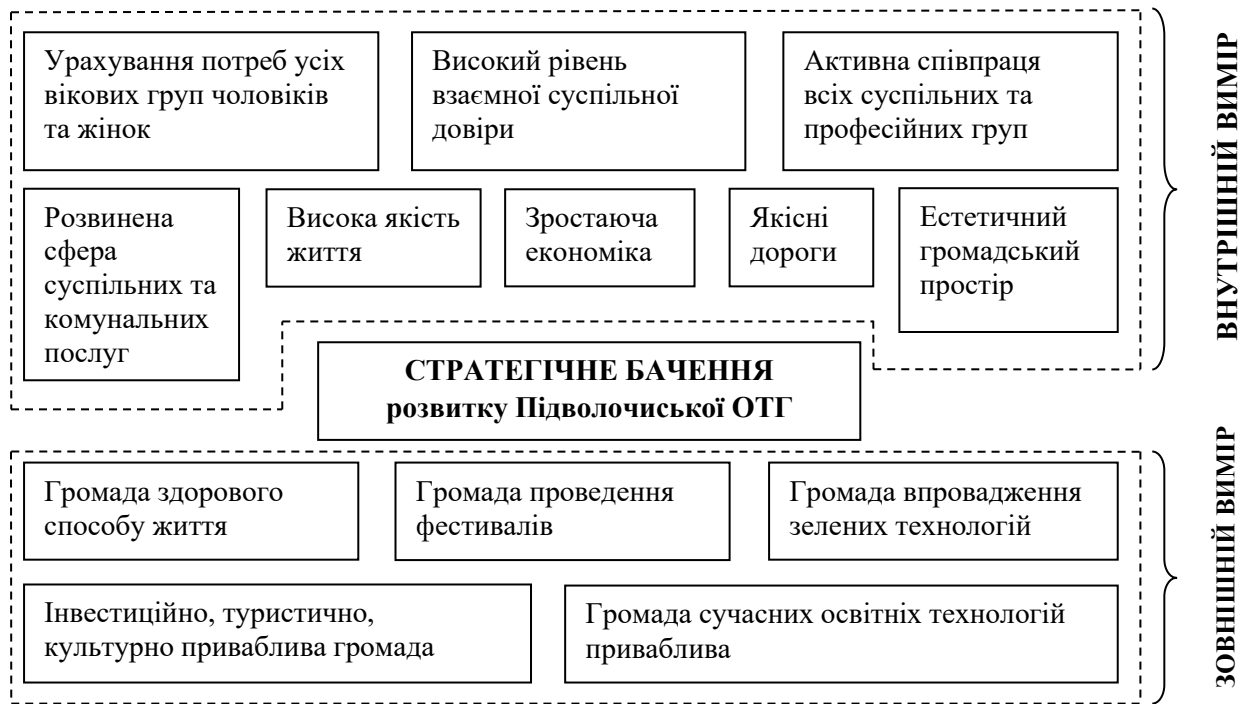 Урахування потреб усіх
вікових груп чоловіків
та жінок
Високий рівень
взаємної суспільної
довіри
Активна співпраця
всіх суспільних та
професійних груп
Розвинена
сфера
суспільних та
комунальних
послуг
Висока якість
життя
Зростаюча
економіка
Якісні
дороги
Естетичний
громадський
простір
ВНУТРІШНІЙ ВИМІР
СТРАТЕГІЧНЕ БАЧЕННЯ
розвитку Підволочиської ОТГ
Громада здорового
способу життя
Громада проведення
фестивалів
Громада впровадження
зелених технологій
Інвестиційно, туристично,
культурно приваблива громада
Громада сучасних освітніх технологій
приваблива
ЗОВНІШНІЙ ВИМІР